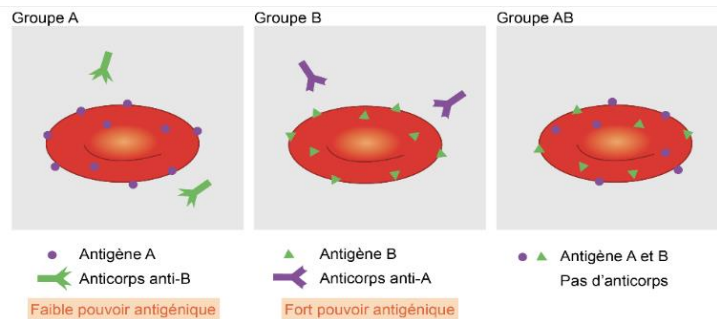 Groupe A
Groupe B
Groupe AB
Antigène A
Anticorps anti-B
Faible pouvoir antigénique
Antigène B
Anticorps anti-A
Fort pouvoir antigénique
Antigène A et B
Pas d'anticorps